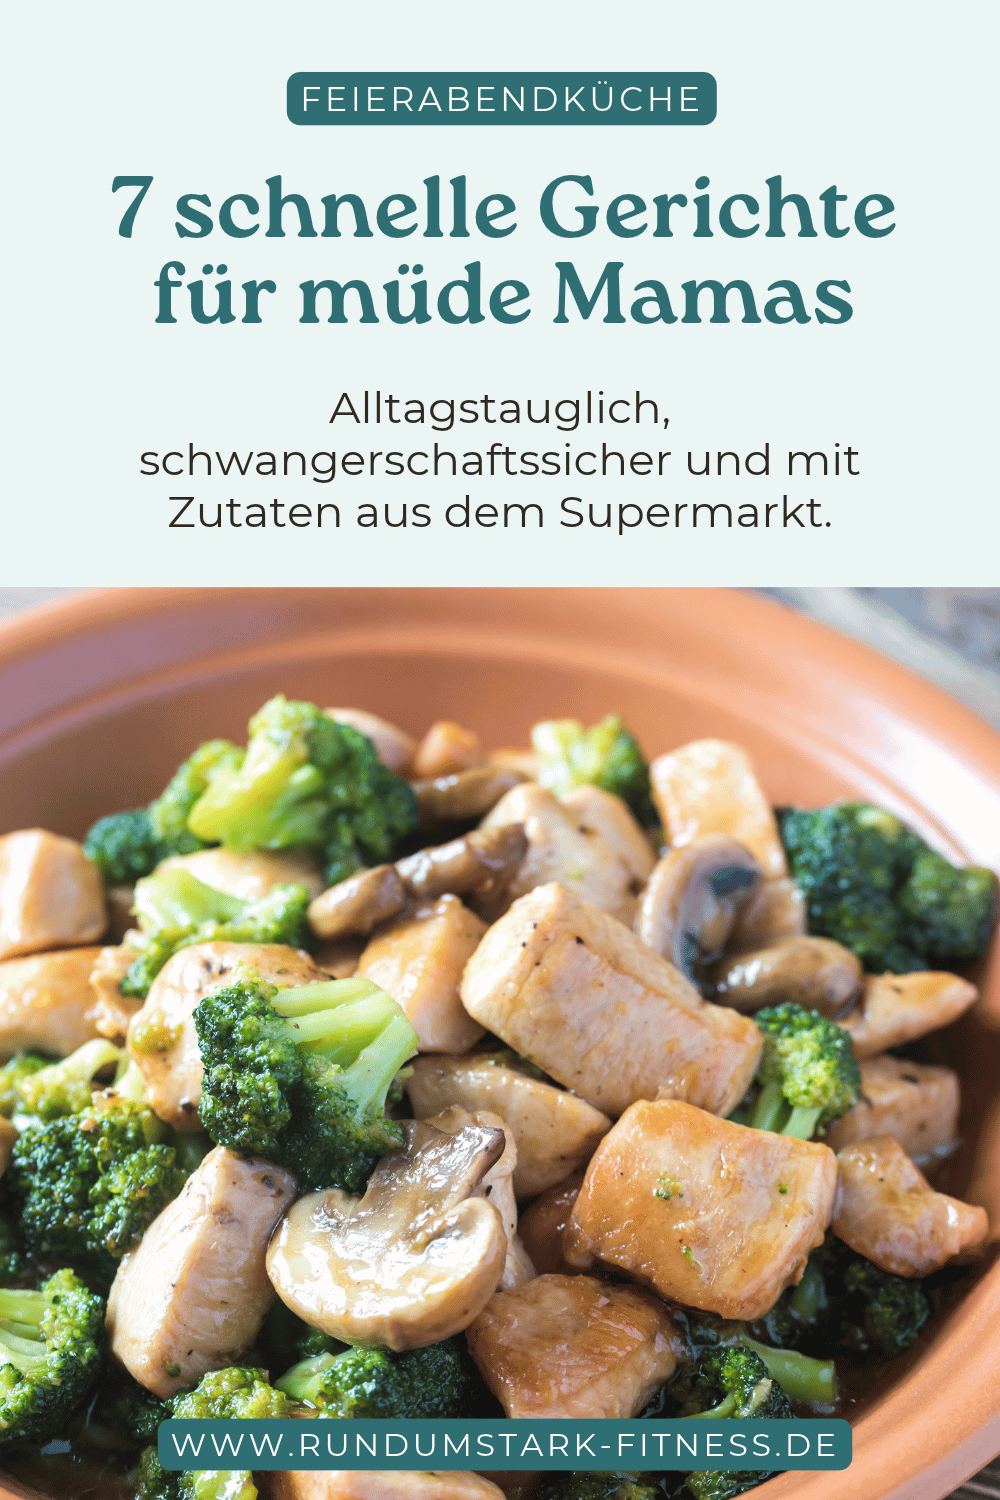 FEIERABENDKÜCHE
7 schnelle Gerichte
für müde Mamas
Alltagstauglich,
schwangerschaftssicher und mit
Zutaten aus dem Supermarkt.
WWW.RUNDUMSTARK-FITNESS.DE